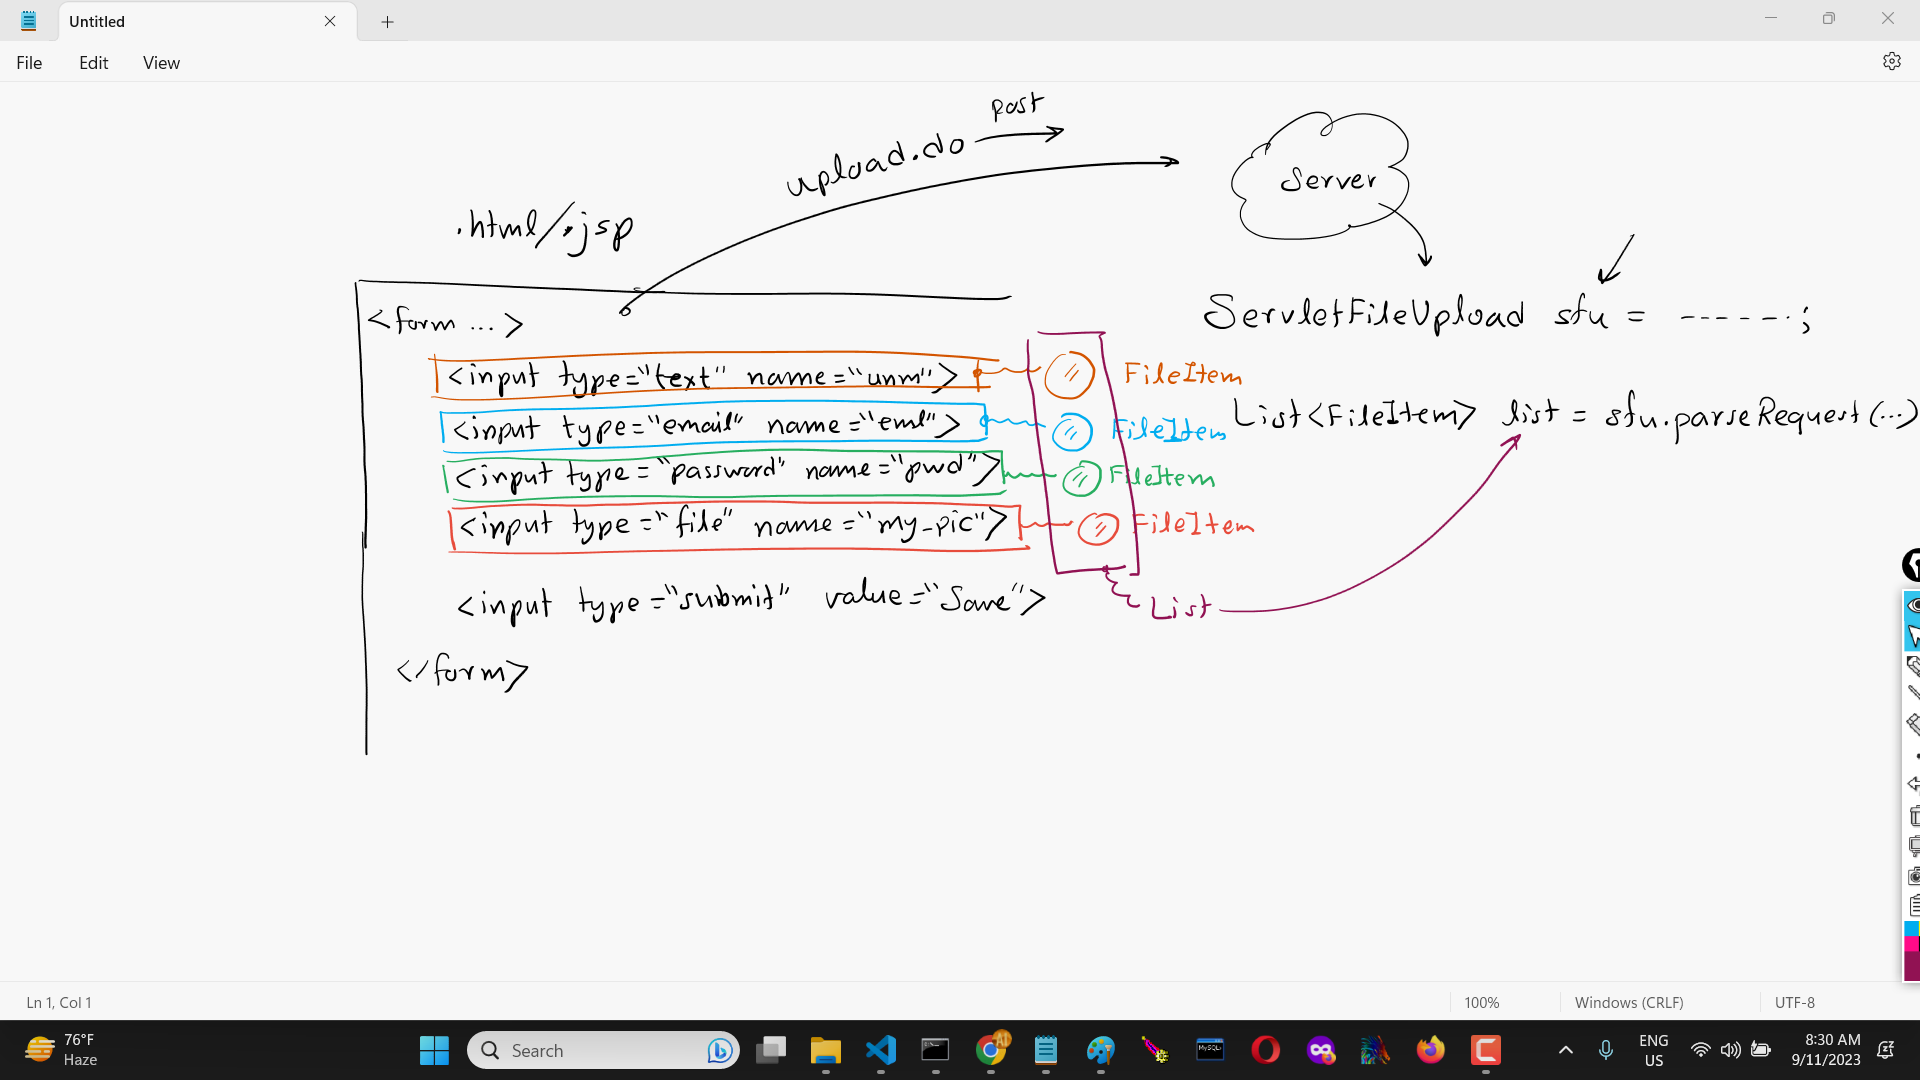 Untitled
File Edit View
post
upload.do
Server
.html/.jsp
<form ...>
ServletFileUpload sfu = ------;
<input type="text" name="unm"> FileItem
<input type="email" name="eml"> FileItem
List<FileItem> list = sfu.parseRequest(...)
<input type="password" name="pwd"> FileItem
<input type="file" name="my_pic"> FileItem
<input type="submit" value="Save">
List
</form>
Ln 1, Col 1 100% Windows (CRLF) UTF-8
76°F
Haze
Search
MySQL
ENG
US
8:30 AM
9/11/2023